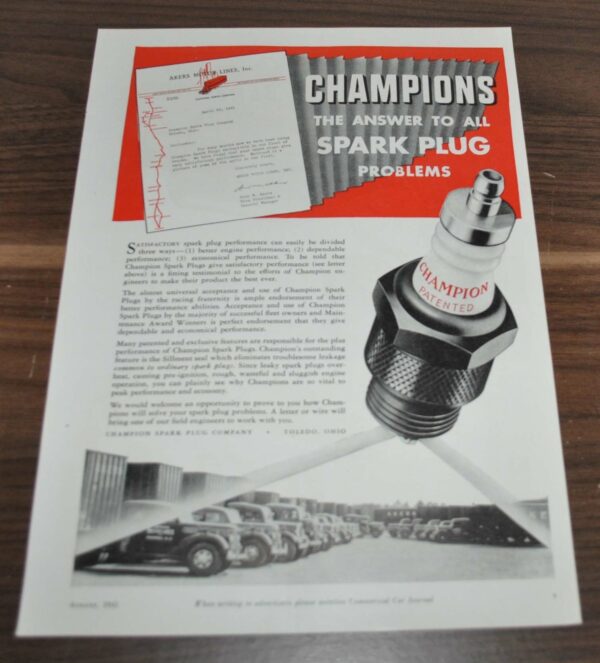 AKERS MOTOR LINES, Inc.
CHAMPIONS
THE ANSWER TO ALL
SPARK PLUG
PROBLEMS
CHAMPION
PATENTED
SATISFACTORY spark plug performance can easily be divided
three ways—(1) better engine performance; (2) dependable
performance; (3) economical performance. To be told that
Champion Spark Plugs give satisfactory performance (see letter
above) is a fitting testimonial to the efforts of Champion en-
gineers to make their product the best ever.
The almost universal acceptance and use of Champion Spark
Plugs by the racing fraternity is ample endorsement of their
better performance abilities. Acceptance and use of Champion
Spark Plugs by the majority of successful fleet owners and Main-
tenance Award Winners is perfect endorsement that they give
dependable and economical performance.
Many patented and exclusive features are responsible for the plus
performance of Champion Spark Plugs. Champion's outstanding
feature is the Sillment seal which eliminates troublesome leakage
common to ordinary spark plugs. Since leaky spark plugs over-
heat, causing pre-ignition, rough, wasteful and sluggish engine
operation, you can plainly see why Champions are so vital to
peak performance and economy.
We would welcome an opportunity to prove to you how Cham-
pions will solve your spark plug problems. A letter or wire will
bring one of our field engineers to work with you.
CHAMPION SPARK PLUG COMPANY • TOLEDO, OHIO
When writing to advertisers please mention Commercial Car Journal